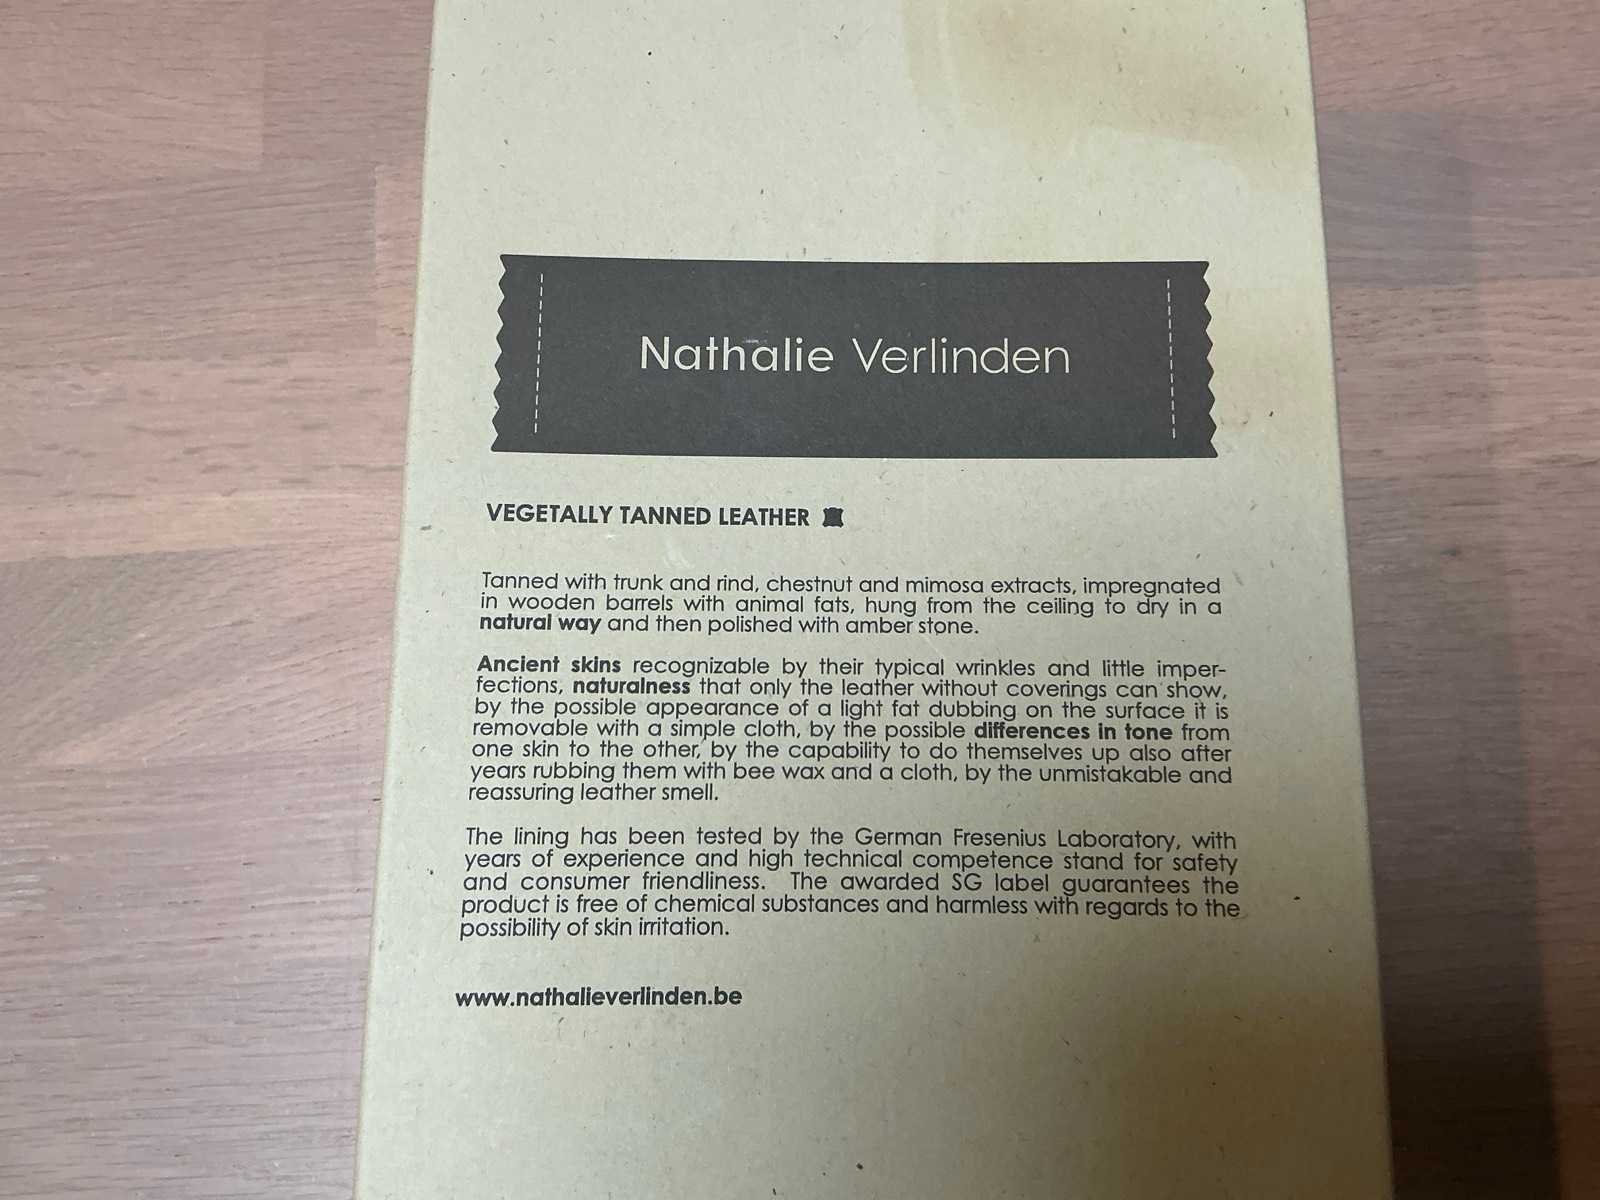 Nathalie Verlinden
VEGETALLY TANNED LEATHER
Tanned with trunk and rind, chestnut and mimosa extracts, impregnated
in wooden barrels with animal fats, hung from the ceiling to dry in a
natural way and then polished with amber stone.
Ancient skins recognizable by their typical wrinkles and little imper-
fections, naturalness that only the leather without coverings can show,
by the possible appearance of a light fat dubbing on the surface it is
removable with a simple cloth, by the possible differences in tone from
one skin to the other, by the capability to do themselves up also after
years rubbing them with bee wax and a cloth, by the unmistakable and
reassuring leather smell.
The lining has been tested by the German Fresenius Laboratory, with
years of experience and high technical competence stand for safety
and consumer friendliness. The awarded SG label guarantees the
product is free of chemical substances and harmless with regards to the
possibility of skin irritation.
www.nathalieverlinden.be